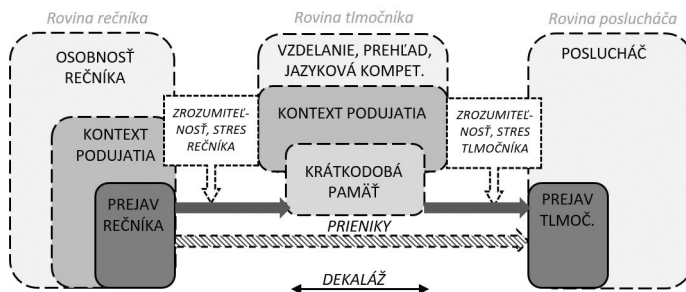 Rovina rečníka
Rovina tlmočníka
Rovina poslucháča
OSOBNOSŤ
REČNÍKA
VZDELANIE, PREHĽAD,
JAZYKOVÁ KOMPET.
POSLUCHÁČ
ZROZUMITEĽ-
NOSŤ, STRES
REČNÍKA
KONTEXT PODUJATIA
ZROZUMITEĽ-
NOSŤ, STRES
TLMOČNÍKA
KONTEXT
PODUJATIA
KRÁTKODOBÁ
PAMÄŤ
PREJAV
REČNÍKA
PREJAV
TLMOČ.
PRIENIKY
DEKALÁŽ